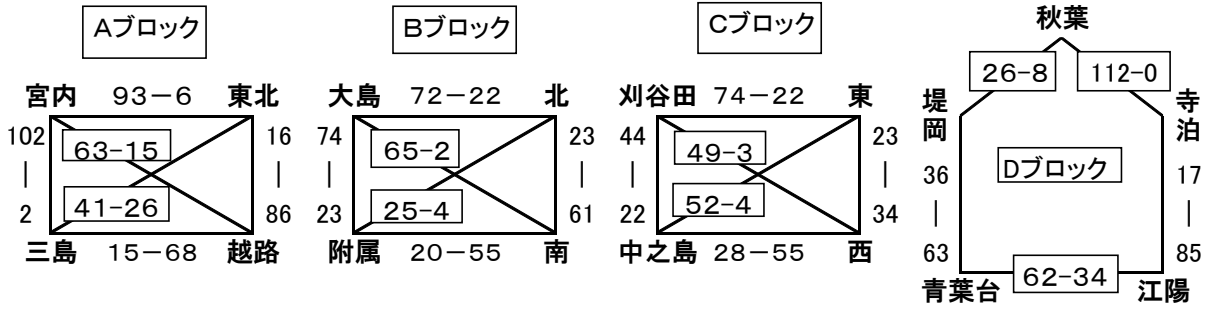 Aブロック
宮内 93－6 東北
102
|
2
63-15
41-26
16
|
86
三島 15－68 越路
Bブロック
大島 72－22 北
74
|
23
65-2
25-4
23
|
61
附属 20－55 南
Cブロック
刈谷田 74－22 東
44
|
22
49-3
52-4
23
|
34
中之島 28－55 西
秋葉
26-8
112-0
堤岡
寺泊
Dブロック
36
|
63
17
|
85
62-34
青葉台
江陽